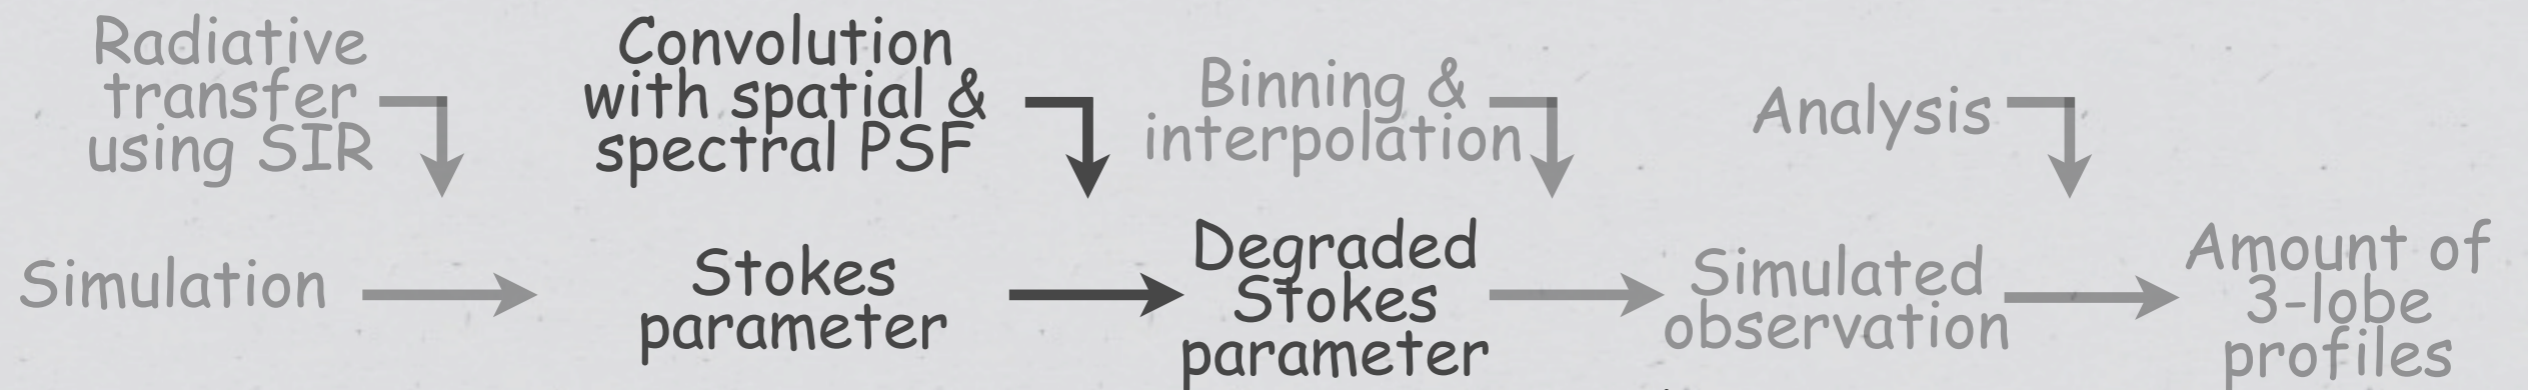 Radiative
transfer
using SIR
Convolution
with spatial &
spectral PSF
Binning &
interpolation
Analysis
Simulation
Stokes
parameter
Degraded
Stokes
parameter
Simulated
observation
Amount of
3-lobe
profiles